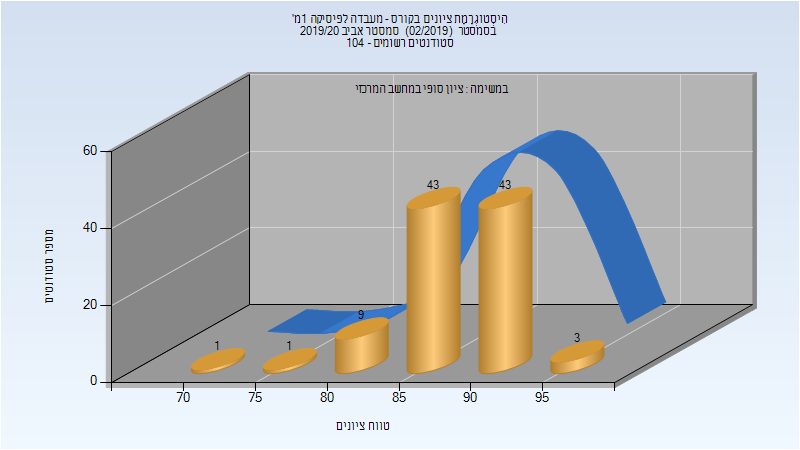 היסטוגרמת ציונים בקורס - מעבדה לפיסיקה 1מ'
בסמסטר (02/2019) סמסטר אביב 2019/20
סטודנטים רשומים - 104
במשימה : ציון סופי במחשב המרכזי
מספר סטודנטים
60
40
20
0
1
1
9
43
43
3
70
75
80
85
90
95
טווח ציונים